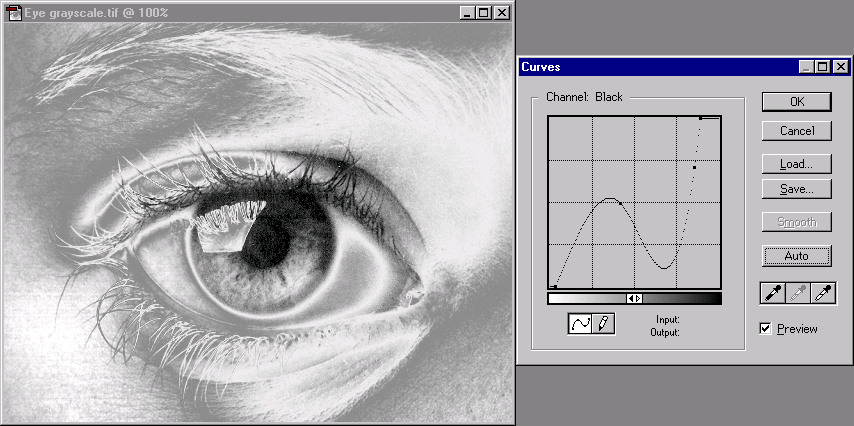 Eye grayscale.tif @ 100%
Curves
Channel: Black
OK
Cancel
Load...
Save...
Smooth
Auto
Input:
Output:
Preview